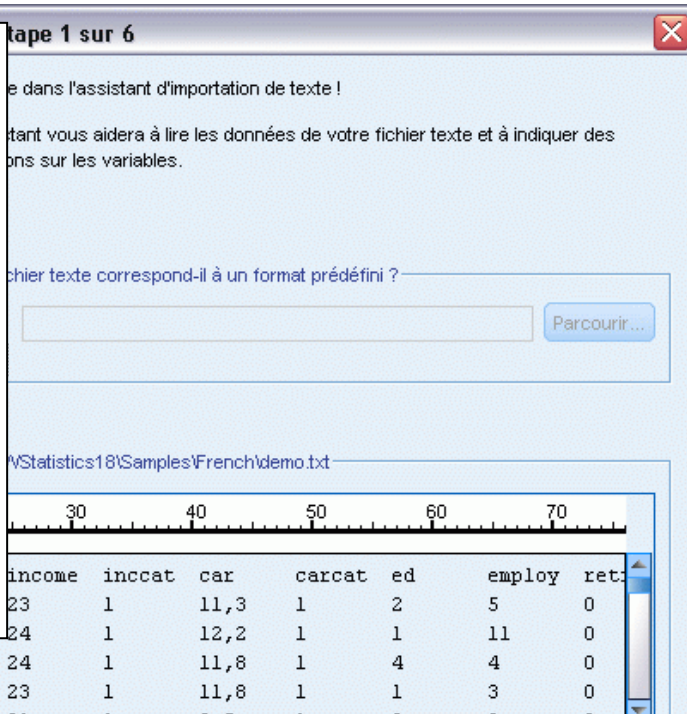 tape 1 sur 6
e dans l'assistant d'importation de texte !
stant vous aidera à lire les données de votre fichier texte et à indiquer des
ons sur les variables.
chier texte correspond-il à un format prédéfini ?
Parcourir...
\Statistics18\Samples\French\demo.txt
30 40 50 60 70
income inccat car carcat ed employ reti
23 1 11,3 1 2 5 0
24 1 12,2 1 1 11 0
24 1 11,8 1 4 4 0
23 1 11,8 1 1 3 0